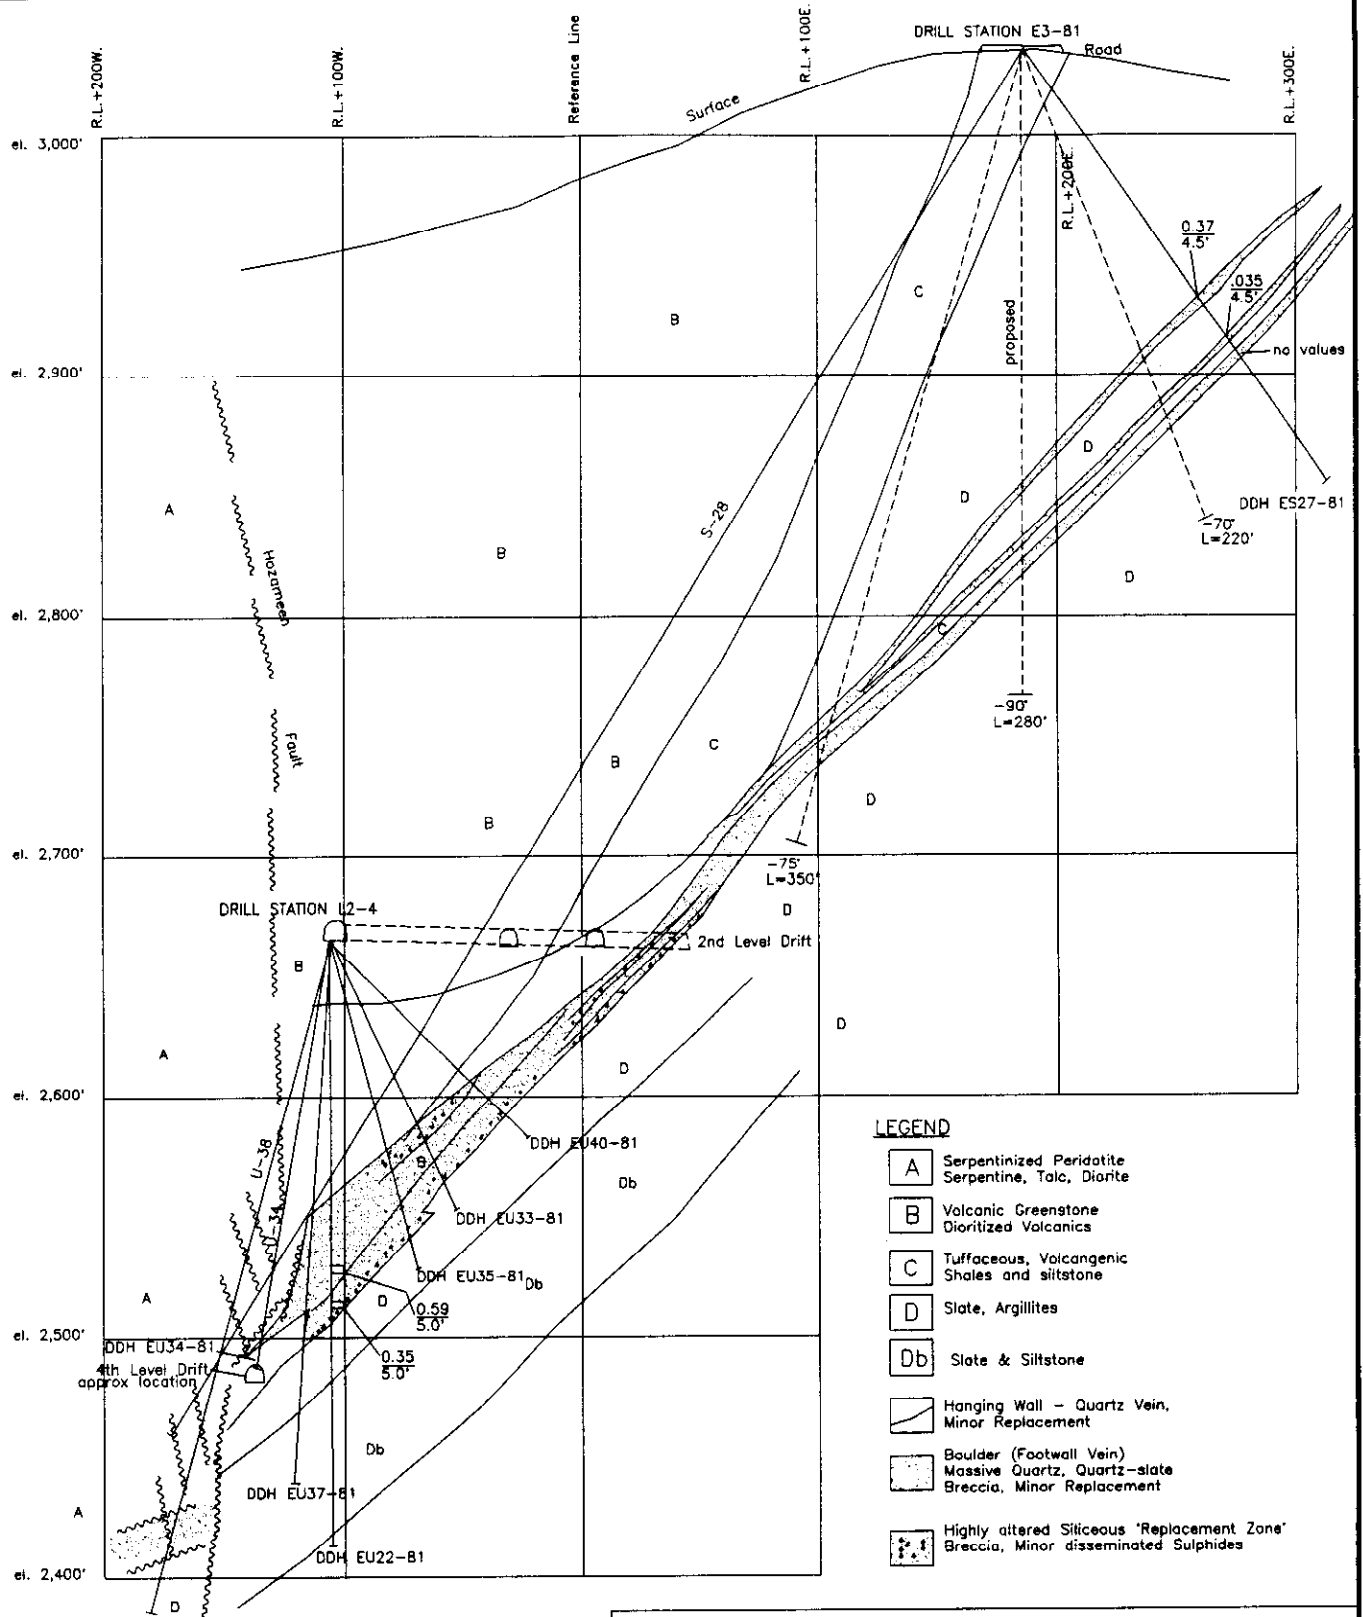 DRILL STATION E3-81
Road
R.L.+200W.
R.L.+100W.
Reference Line
R.L.+100E.
R.L.+300E.
Surface
el. 3,000'
R.L.+200E.
0.37
4.5'
C
B
.035
4.5'
proposed
no values
el. 2,900'
D
A
D
S-28
DDH ES27-81
-70°
L=220'
B
Hozameen
D
el. 2,800'
C
-90°
L=280'
Fault
C
B
D
B
el. 2,700'
-75°
L=350'
DRILL STATION L2-4
D
2nd Level Drift
B
D
A
D
el. 2,600'
U-38
DDH EU40-81
B
Db
U-34
DDH EU33-81
DDH EU35-81
Db
A
D
0.59
5.0'
el. 2,500'
DDH EU34-81
0.35
5.0'
4th Level Drift
approx location
Db
DDH EU37-81
A
DDH EU22-81
el. 2,400'
D
LEGEND
A Serpentinized Peridotite
Serpentine, Talc, Diorite
B Volcanic Greenstone
Dioritized Volcanics
C Tuffaceous, Volcangenic
Shales and siltstone
D Slate, Argillites
Db Slate & Siltstone
Hanging Wall - Quartz Vein,
Minor Replacement
Boulder (Footwall Vein)
Massive Quartz, Quartz-slate
Breccia, Minor Replacement
Highly altered Siliceous 'Replacement Zone'
Breccia, Minor disseminated Sulphides